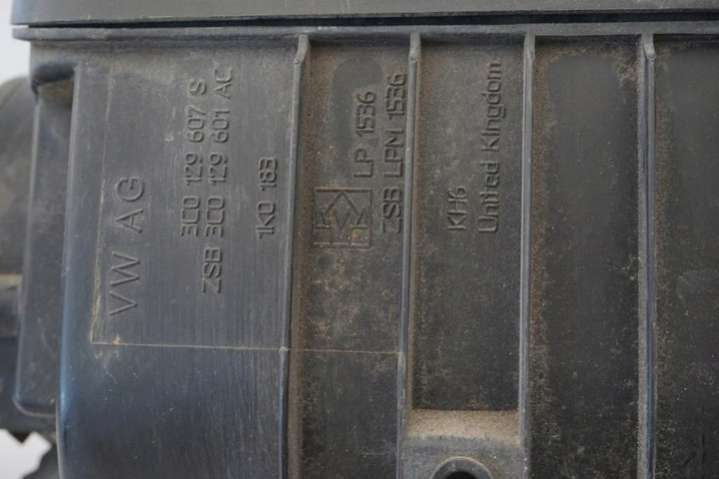 VW AG
3C0 129 607 S
ZSB 3C0 129 601 AC
1K0 183
LP 1536
ZSB LPM 1536
KH6
United Kingdom